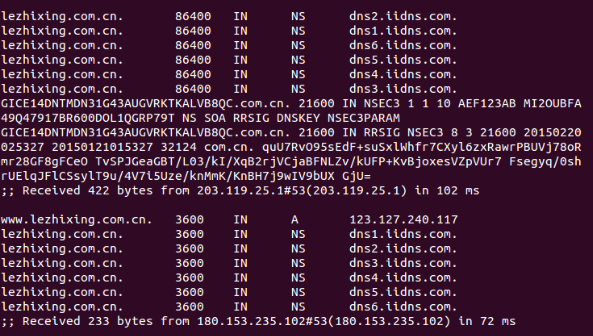 lezhixing.com.cn. 86400 IN NS dns2.iidns.com.
lezhixing.com.cn. 86400 IN NS dns1.iidns.com.
lezhixing.com.cn. 86400 IN NS dns6.iidns.com.
lezhixing.com.cn. 86400 IN NS dns5.iidns.com.
lezhixing.com.cn. 86400 IN NS dns4.iidns.com.
lezhixing.com.cn. 86400 IN NS dns3.iidns.com.
GICE14DNTMDN31G43AUGVRKTKALVB8QC.com.cn. 21600 IN NSEC3 1 1 10 AEF123AB MI2OUBFA
49Q47917BR600DOL1QGRP79T NS SOA RRSIG DNSKEY NSEC3PARAM
GICE14DNTMDN31G43AUGVRKTKALVB8QC.com.cn. 21600 IN RRSIG NSEC3 8 3 21600 20150220
025327 20150121015327 32124 com.cn. quU7RvO95sEdF+suSxlWhfr7CXyl6zxRawrPBUVj78oR
mr28GF8gFCeO TvSPJGeaGBT/L03/kI/XqB2rjVCjaBFNLZv/kUFP+KvBjoxesVZpVUr7 Fsegyq/0sh
rUElqJFlCSsylT9u/4V7i5Uze/knMmK/KnBH7j9wIV9bUX GjU=
;; Received 422 bytes from 203.119.25.1#53(203.119.25.1) in 102 ms
www.lezhixing.com.cn. 3600 IN A 123.127.240.117
lezhixing.com.cn. 3600 IN NS dns1.iidns.com.
lezhixing.com.cn. 3600 IN NS dns2.iidns.com.
lezhixing.com.cn. 3600 IN NS dns3.iidns.com.
lezhixing.com.cn. 3600 IN NS dns4.iidns.com.
lezhixing.com.cn. 3600 IN NS dns5.iidns.com.
lezhixing.com.cn. 3600 IN NS dns6.iidns.com.
;; Received 233 bytes from 180.153.235.102#53(180.153.235.102) in 72 ms